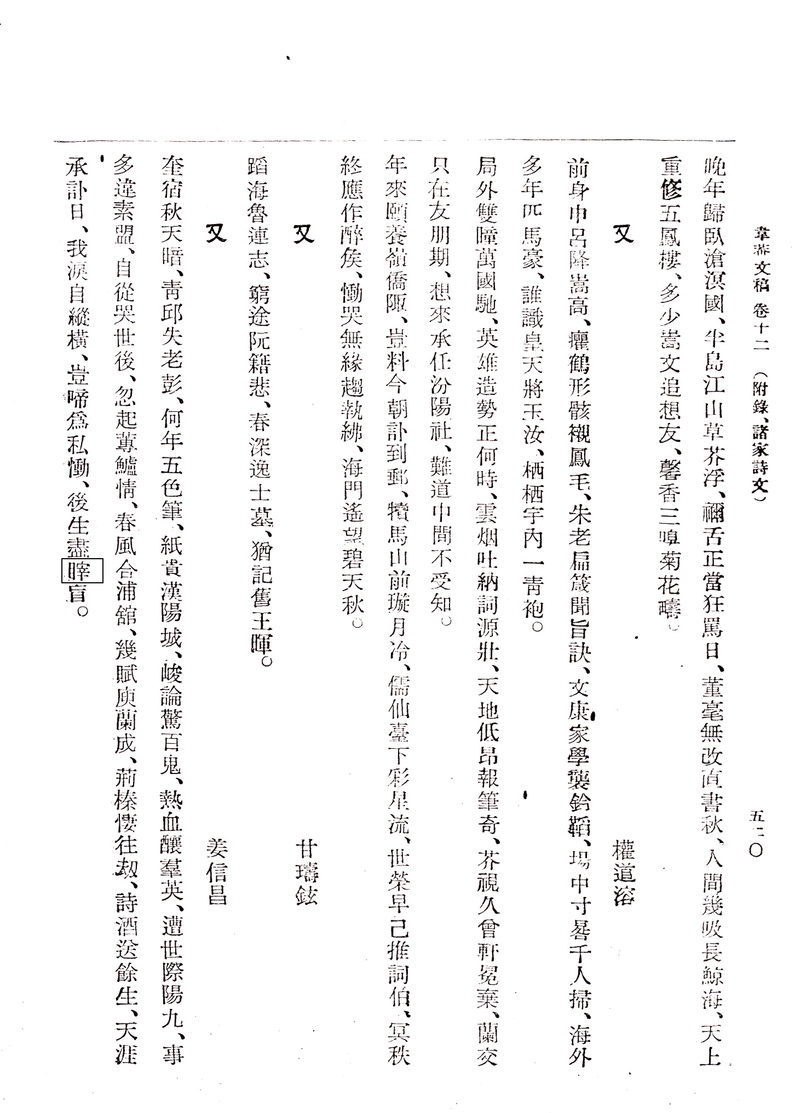 韋菴文稿 卷十二 (附錄、諸家詩文)
五二〇
晚年歸臥滄溟國、半島江山草芥浮、禰舌正當狂罵日、董毫無改直書秋、人間幾吸長鯨海、天上
重修五鳳樓、多少嵩文追想友、馨香三嗅菊花疇。
又
權道溶
前身申呂降嵩高、癯鶴形骸襯鳳毛、朱老扁箴聞旨訣、文康家學襲鈐韜、場中寸晷千人掃、海外
多年匹馬豪、誰識皇天將玉汝、栖栖宇內一靑袍。
局外雙瞳萬國馳、英雄造勢正何時、雲烟吐納詞源壯、天地低昂報筆奇、芥視久曾軒冕棄、蘭交
只在友朋期、想來承任汾陽社、難道中間不受知。
年來頤養嶺僑陬、豈料今朝訃到郵、犢馬山前璇月冷、儒仙臺下彩星流、世榮早已推詞伯、冥秩
終應作醉侯、慟哭無緣趨執紼、海門遙望碧天秋。
又
甘璹鉉
蹈海魯連志、窮途阮籍悲、春深逸士墓、猶記舊王暉。
又
姜信昌
奎宿秋天暗、靑邱失老彭、何年五色筆、紙貴漢陽城、峻論驚百鬼、熱血釀羣英、遭世際陽九、事
多違素盟、自從哭世後、忽起蓴鱸情、春風合浦舘、幾賦庾蘭成、荊榛悽往刼、詩酒送餘生、天涯
承訃日、我淚自縱橫、豈啼爲私慟、後生盡瞎盲。